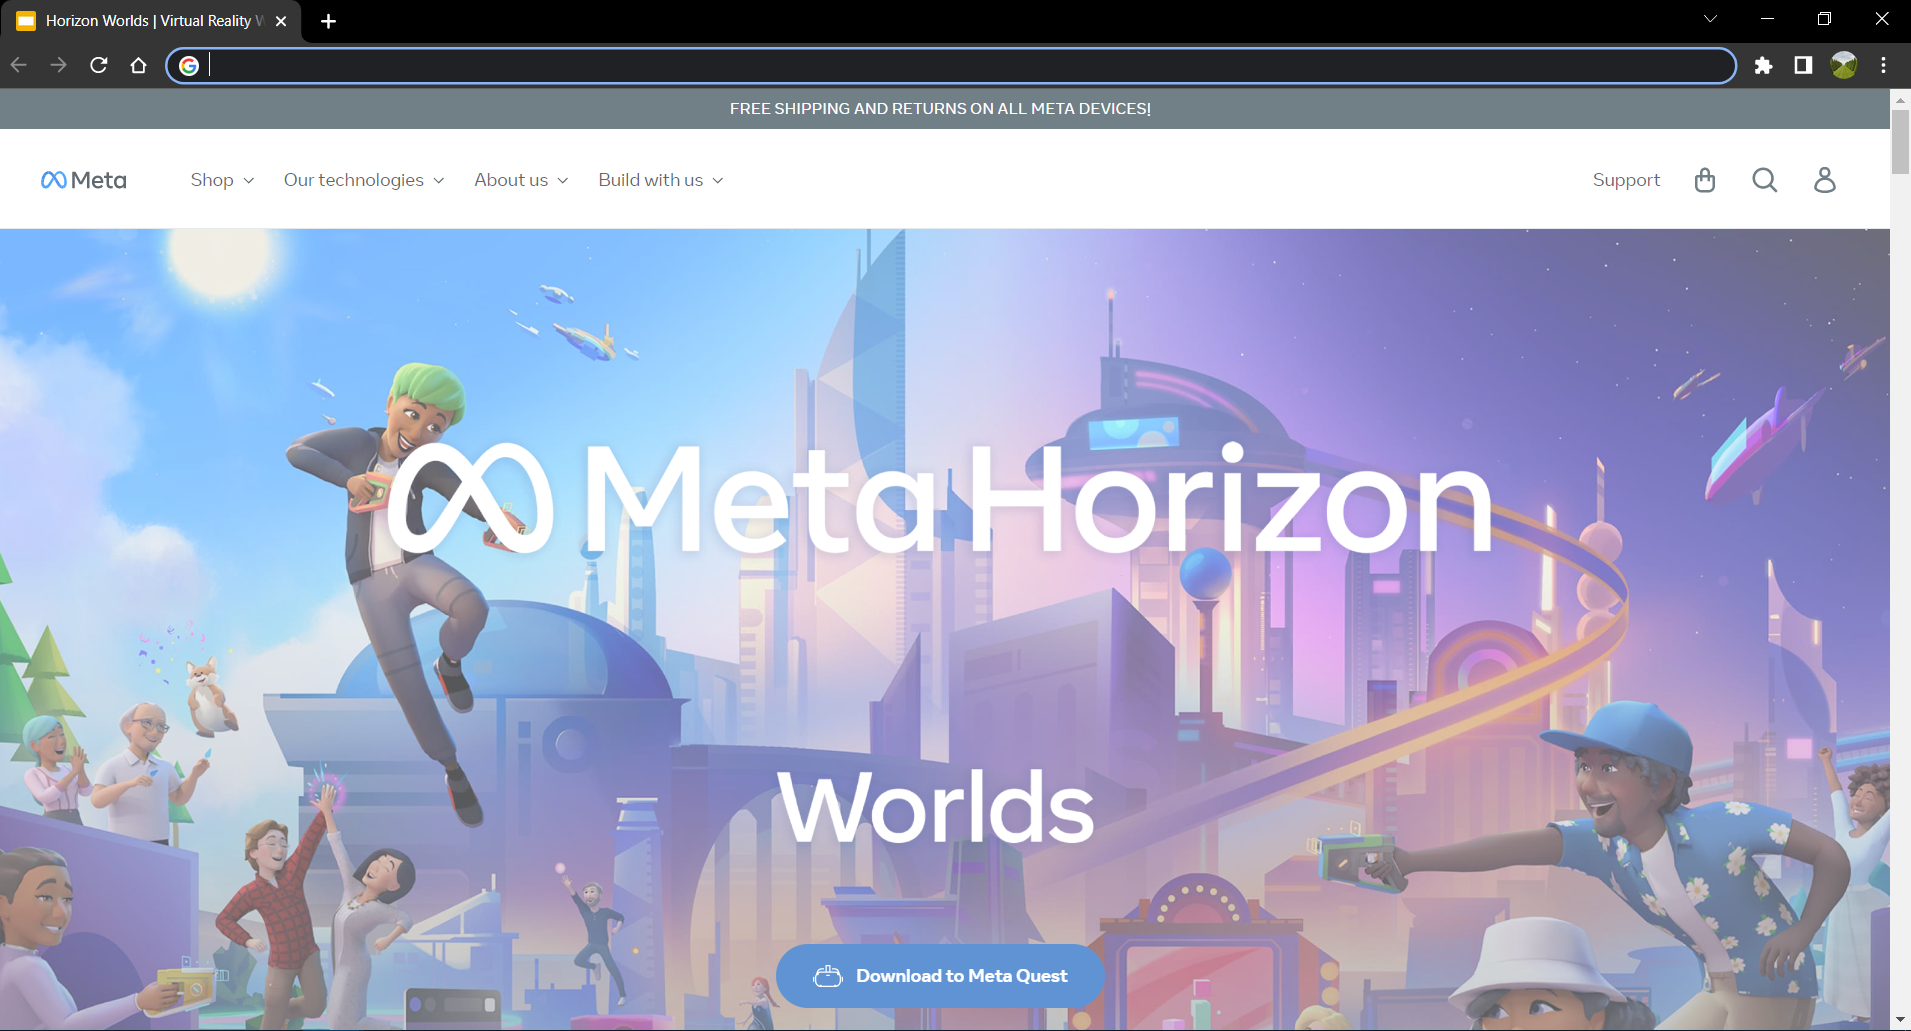 Horizon Worlds | Virtual Reality W
FREE SHIPPING AND RETURNS ON ALL META DEVICES!
Meta
Shop
Our technologies
About us
Build with us
Support
Meta Horizon
Worlds
Download to Meta Quest